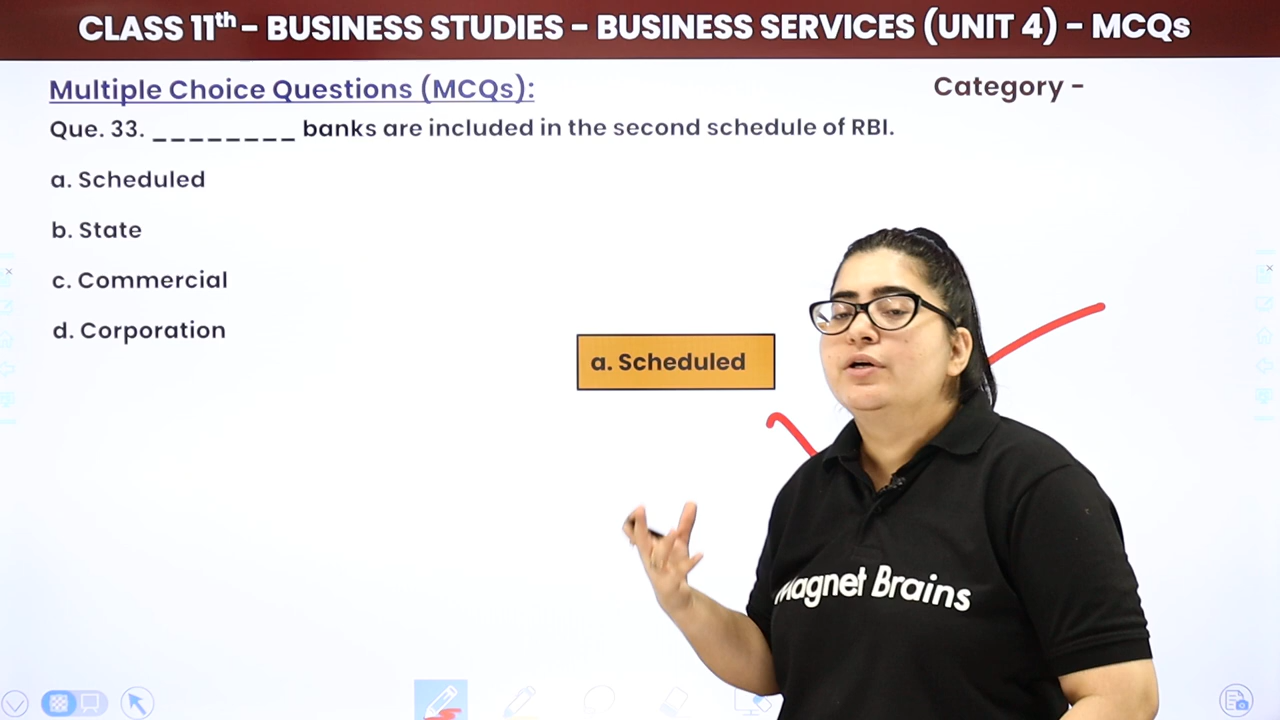 CLASS 11th - BUSINESS STUDIES - BUSINESS SERVICES (UNIT 4) - MCQs
Multiple Choice Questions (MCQs):
Category -
Que. 33. ________ banks are included in the second schedule of RBI.
a. Scheduled
b. State
c. Commercial
d. Corporation
a. Scheduled
Magnet Brains